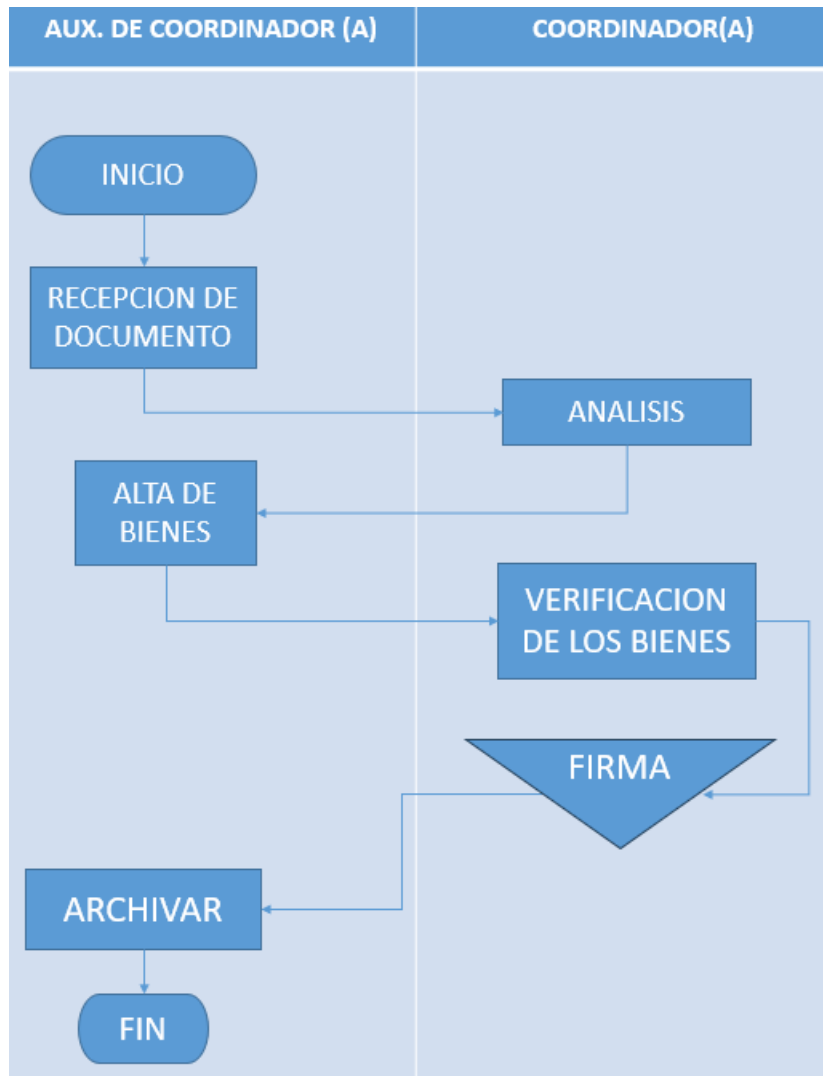 AUX. DE COORDINADOR (A)
COORDINADOR(A)
INICIO
RECEPCION DE
DOCUMENTO
ANALISIS
ALTA DE
BIENES
VERIFICACION
DE LOS BIENES
FIRMA
ARCHIVAR
FIN